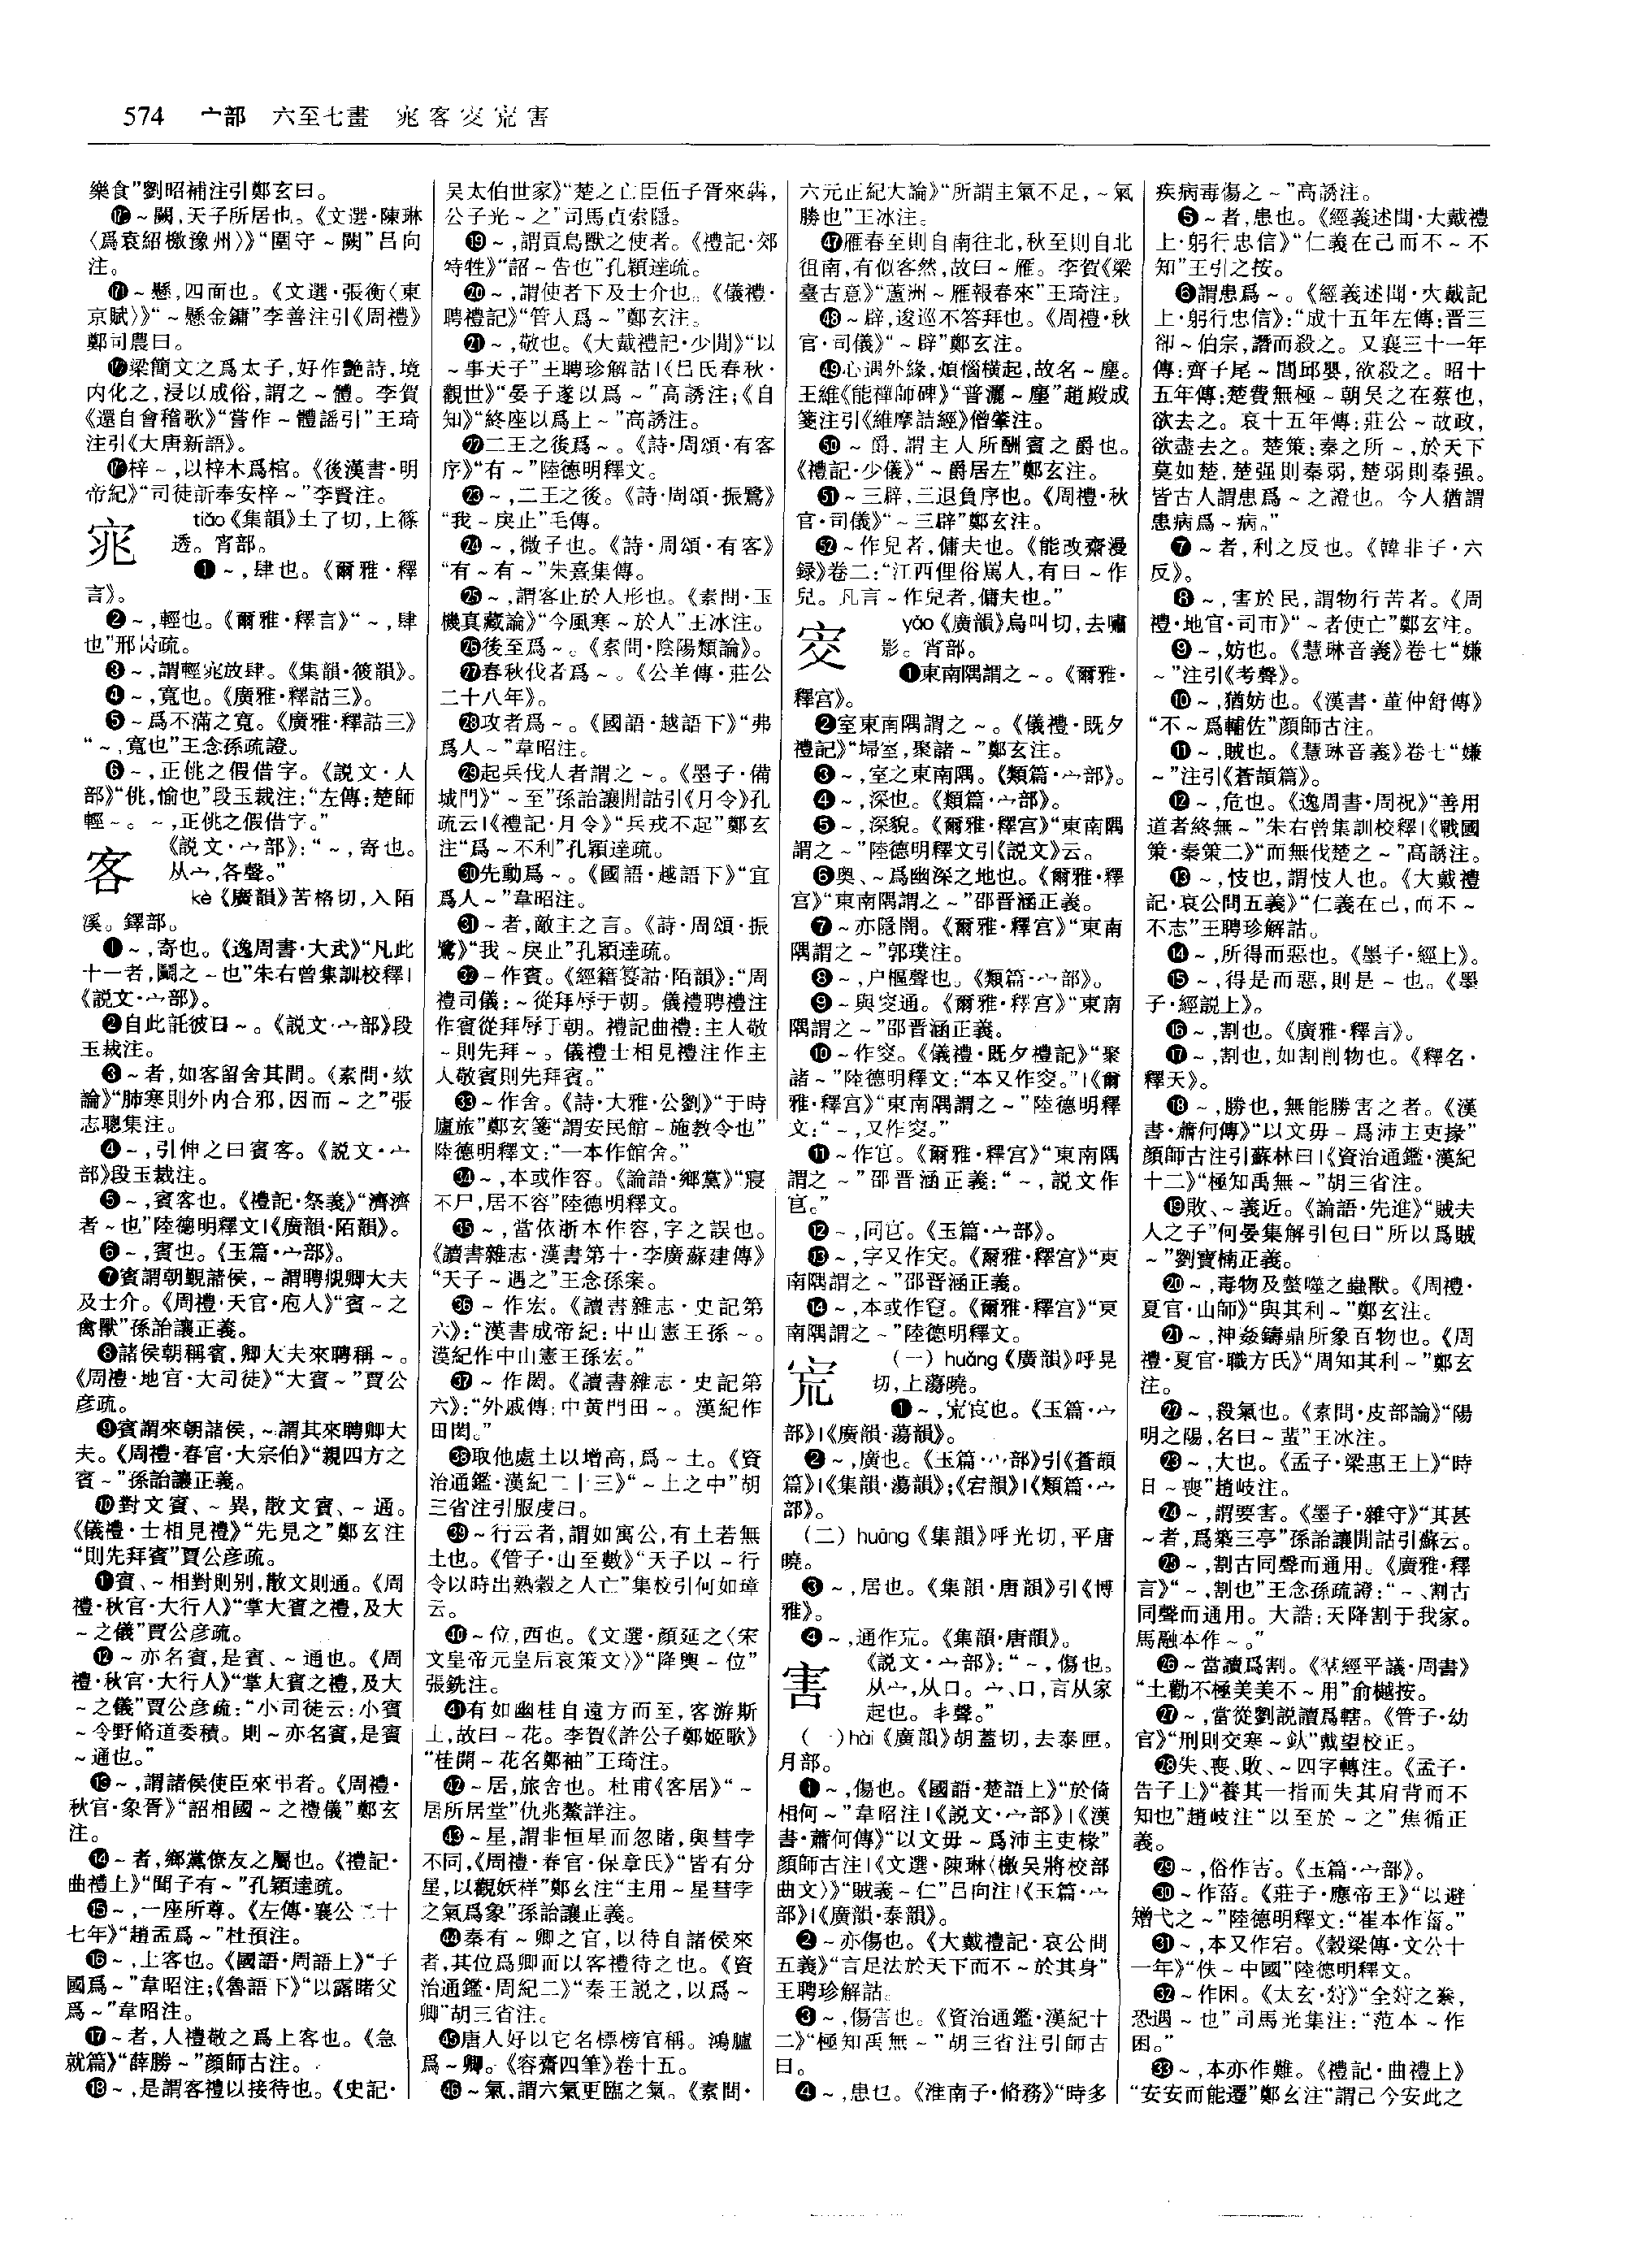 574 宀部 六至七畫 宨客㝔㝩害
樂食”劉昭補注引鄭玄曰。
～闕,天子所居也。《文選·陳琳
〈爲袁紹檄豫州〉》“圍守～闕”吕向
注。
～懸,四面也。《文選·張衡〈東
京賦〉》“～懸金鏞”李善注引《周禮》
鄭司農曰。
梁簡文之爲太子,好作艷詩,境
内化之,浸以成俗,謂之～體。李賀
《還自會稽歌》“嘗作～體謡引”王琦
注引《大唐新語》。
梓～,以梓木爲棺。《後漢書·明
帝紀》“司徒訢奉安梓～”李賢注。
宨
tiǎo《集韻》土了切,上篠
透。宵部。
❶～,肆也。《爾雅·釋
言》。
❷～,輕也。《爾雅·釋言》“～,肆
也”邢昺疏。
❸～,謂輕宨放肆。《集韻·筱韻》。
❹～,寬也。《廣雅·釋詁三》。
❺～爲不滿之寬。《廣雅·釋詁三》
“～,寬也”王念孫疏證。
❻～,正佻之假借字。《説文·人
部》“佻,愉也”段玉裁注:“左傳:楚師
輕～。～,正佻之假借字。”
客
《説文·宀部》:“～,寄也。
从宀,各聲。”
kè《廣韻》苦格切,入陌
溪。鐸部。
❶～,寄也。《逸周書·大武》“凡此
十一者,鬭之～也”朱右曾集訓校釋|
《説文·宀部》。
❷自此託彼曰～。《説文·宀部》段
玉裁注。
❸～者,如客留舍其間。《素問·欬
論》“肺寒則外内合邪,因而～之”張
志聰集注。
❹～,引伸之曰賓客。《説文·宀
部》段玉裁注。
❺～,賓客也。《禮記·祭義》“濟濟
者～也”陸德明釋文|《廣韻·陌韻》。
❻～,賓也。《玉篇·宀部》。
❼賓謂朝覲諸侯,～謂聘覜卿大夫
及士介。《周禮·天官·庖人》“賓～之
禽獸”孫詒讓正義。
❽諸侯朝稱賓,卿大夫來聘稱～。
《周禮·地官·大司徒》“大賓～”賈公
彦疏。
❾賓謂來朝諸侯,～謂其來聘卿大
夫。《周禮·春官·大宗伯》“親四方之
賓～”孫詒讓正義。
❿對文賓、～異,散文賓、～通。
《儀禮·士相見禮》“先見之”鄭玄注
“則先拜賓”賈公彦疏。
⓫賓、～相對則别,散文則通。《周
禮·秋官·大行人》“掌大賓之禮,及大
～之儀”賈公彦疏。
⓬～亦名賓,是賓、～通也。《周
禮·秋官·大行人》“掌大賓之禮,及大
～之儀”賈公彦疏:“小司徒云:小賓
～令野脩道委積。則～亦名賓,是賓
～通也。”
⓭～,謂諸侯使臣來弔者。《周禮·
秋官·象胥》“詔相國～之禮儀”鄭玄
注。
⓮～者,鄉黨僚友之屬也。《禮記·
曲禮上》“聞子有～”孔穎達疏。
⓯～,一座所尊。《左傳·襄公二十
七年》“趙孟爲～”杜預注。
⓰～,上客也。《國語·周語上》“子
國爲～”韋昭注;《魯語下》“以露睹父
爲～”韋昭注。
⓱～者,人禮敬之爲上客也。《急
就篇》“薛勝～”顔師古注。
⓲～,是謂客禮以接待也。《史記·
吴太伯世家》“楚之亡臣伍子胥來犇,
公子光～之”司馬貞索隱。
⓳～,謂貢鳥獸之使者。《禮記·郊
特牲》“詔～告也”孔穎達疏。
⓴～,謂使者下及士介也。《儀禮·
聘禮記》“管人爲～”鄭玄注。
㉑～,敬也。《大戴禮記·少閒》“以
～事天子”王聘珍解詁|《吕氏春秋·
觀世》“晏子遂以爲～”高誘注;《自
知》“終座以爲上～”高誘注。
㉒二王之後爲～。《詩·周頌·有客
序》“有～”陸德明釋文。
㉓～,二王之後。《詩·周頌·振鷺》
“我～戾止”毛傳。
㉔～,微子也。《詩·周頌·有客》
“有～有～”朱熹集傳。
㉕～,謂客止於人形也。《素問·玉
機真藏論》“今風寒～於人”王冰注。
㉖後至爲～。《素問·陰陽類論》。
㉗春秋伐者爲～。《公羊傳·莊公
二十八年》。
㉘攻者爲～。《國語·越語下》“弗
爲人～”韋昭注。
㉙起兵伐人者謂之～。《墨子·備
城門》“～至”孫詒讓閒詁引《月令》孔
疏云|《禮記·月令》“兵戎不起”鄭玄
注“爲～不利”孔穎達疏。
㉚先動爲～。《國語·越語下》“宜
爲人～”韋昭注。
㉛～者,敵主之言。《詩·周頌·振
鷺》“我～戾止”孔穎達疏。
㉜～作賓。《經籍籑詁·陌韻》:“周
禮司儀:～從拜辱于朝。儀禮聘禮注
作賓從拜辱于朝。禮記曲禮:主人敬
～則先拜～。儀禮士相見禮注作主
人敬賓則先拜賓。”
㉝～作舍。《詩·大雅·公劉》“于時
廬旅”鄭玄箋“謂安民館～施教令也”
陸德明釋文:“一本作館舍。”
㉞～,本或作容。《論語·鄉黨》“寢
不尸,居不容”陸德明釋文。
㉟～,當依浙本作容,字之誤也。
《讀書雜志·漢書第十·李廣蘇建傳》
“天子～遇之”王念孫案。
㊱～作宏。《讀書雜志·史記第
六》:“漢書成帝紀:中山憲王孫～。
漢紀作中山憲王孫宏。”
㊲～作閎。《讀書雜志·史記第
六》:“外戚傳:中黄門田～。漢紀作
田閎。”
㊳取他處土以增高,爲～土。《資
治通鑑·漢紀二十三》“～土之中”胡
三省注引服虔曰。
㊴～行云者,謂如寓公,有土若無
土也。《管子·山至數》“天子以～行
令以時出熟穀之人亡”集校引何如璋
云。
㊵～位,西也。《文選·顔延之〈宋
文皇帝元皇后哀策文〉》“降輿～位”
張銑注。
㊶有如幽桂自遠方而至,客游斯
上,故曰～花。李賀《許公子鄭姬歌》
“桂開～花名鄭袖”王琦注。
㊷～居,旅舍也。杜甫《客居》“～
居所居堂”仇兆鰲詳注。
㊸～星,謂非恒星而忽睹,與彗孛
不同,《周禮·春官·保章氏》“皆有分
星,以觀妖祥”鄭玄注“主用～星彗孛
之氣爲象”孫詒讓正義。
㊹秦有～卿之官,以待自諸侯來
者,其位爲卿而以客禮待之也。《資
治通鑑·周紀二》“秦王説之,以爲～
卿”胡三省注。
㊺唐人好以它名標榜官稱。鴻臚
爲～卿。《容齋四筆》卷十五。
㊻～氣,謂六氣更臨之氣。《素問·
六元正紀大論》“所謂主氣不足,～氣
勝也”王冰注。
㊼雁春至則自南往北,秋至則自北
徂南,有似客然,故曰～雁。李賀《梁
臺古意》“蘆洲～雁報春來”王琦注。
㊽～辟,逡巡不答拜也。《周禮·秋
官·司儀》“～辟”鄭玄注。
㊾心遇外緣,煩惱横起,故名～塵。
王維《能禪師碑》“普灑～塵”趙殿成
箋注引《維摩詰經》僧肇注。
㊿～爵,謂主人所酬賓之爵也。
《禮記·少儀》“～爵居左”鄭玄注。
51～三辟,三退負序也。《周禮·秋
官·司儀》“～三辟”鄭玄注。
52～作兒者,傭夫也。《能改齋漫
録》卷二:“江西俚俗駡人,有曰～作
兒。凡言～作兒者,傭夫也。”
㝔
yǎo《廣韻》烏叫切,去嘯
影。宵部。
❶東南隅謂之～。《爾雅·
釋宫》。
❷室東南隅謂之～。《儀禮·既夕
禮記》“埽室,聚諸～”鄭玄注。
❸～,室之東南隅。《類篇·宀部》。
❹～,深也。《類篇·宀部》。
❺～,深貌。《爾雅·釋宫》“東南隅
謂之～”陸德明釋文引《説文》云。
❻奥、～爲幽深之地也。《爾雅·釋
宫》“東南隅謂之～”邵晋涵正義。
❼～亦隱闇。《爾雅·釋宫》“東南
隅謂之～”郭璞注。
❽～,户樞聲也。《類篇·宀部》。
❾～與窔通。《爾雅·釋宫》“東南
隅謂之～”邵晋涵正義。
❿～作窔。《儀禮·既夕禮記》“聚
諸～”陸德明釋文:“本又作窔。”|《爾
雅·釋宫》“東南隅謂之～”陸德明釋
文:“～,又作窔。”
⓫～作㝐。《爾雅·釋宫》“東南隅
謂之～”邵晋涵正義:“～,説文作
㝐。”
⓬～,同㝐。《玉篇·宀部》。
⓭～,字又作宎。《爾雅·釋宫》“東
南隅謂之～”邵晋涵正義。
⓮～,本或作窅。《爾雅·釋宫》“東
南隅謂之～”陸德明釋文。
㝩
(一) huǎng《廣韻》呼晃
切,上蕩曉。
❶～,㝩㝗也。《玉篇·宀
部》|《廣韻·蕩韻》。
❷～,廣也。《玉篇·宀部》引《蒼頡
篇》|《集韻·蕩韻》;《宕韻》|《類篇·宀
部》。
(二) huāng《集韻》呼光切,平唐
曉。
❸～,居也。《集韻·唐韻》引《博
雅》。
❹～,通作㡆。《集韻·唐韻》。
害
《説文·宀部》:“～,傷也。
从宀,从口。宀、口,言从家
起也。丯聲。”
(一)hài《廣韻》胡蓋切,去泰匣。
月部。
❶～,傷也。《國語·楚語上》“於倚
相何～”韋昭注|《説文·宀部》|《漢
書·蕭何傳》“以文毋～爲沛主吏掾”
顔師古注|《文選·陳琳〈檄吴將校部
曲文〉》“賊義～仁”吕向注|《玉篇·宀
部》|《廣韻·泰韻》。
❷～亦傷也。《大戴禮記·哀公問
五義》“言足法於天下而不～於其身”
王聘珍解詁。
❸～,傷害也。《資治通鑑·漢紀十
二》“極知禹無～”胡三省注引師古
曰。
❹～,患也。《淮南子·脩務》“時多
疾病毒傷之～”高誘注。
❺～者,患也。《經義述聞·大戴禮
上·躬行忠信》“仁義在己而不～不
知”王引之按。
❻謂患爲～。《經義述聞·大戴記
上·躬行忠信》:“成十五年左傳:晋三
郤～伯宗,譖而殺之。又襄三十一年
傳:齊子尾～閭邱嬰,欲殺之。昭十
五年傳:楚費無極～朝吴之在蔡也,
欲去之。哀十五年傳:莊公～故政,
欲盡去之。楚策:秦之所～,於天下
莫如楚,楚强則秦弱,楚弱則秦强。
皆古人謂患爲～之證也。今人猶謂
患病爲～病。”
❼～者,利之反也。《韓非子·六
反》。
❽～,害於民,謂物行苦者。《周
禮·地官·司市》“～者使亡”鄭玄注。
❾～,妨也。《慧琳音義》卷七“嫌
～”注引《考聲》。
❿～,猶妨也。《漢書·董仲舒傳》
“不～爲輔佐”顔師古注。
⓫～,賊也。《慧琳音義》卷七“嫌
～”注引《蒼頡篇》。
⓬～,危也。《逸周書·周祝》“善用
道者終無～”朱右曾集訓校釋|《戰國
策·秦策二》“而無伐楚之～”高誘注。
⓭～,忮也,謂忮人也。《大戴禮
記·哀公問五義》“仁義在己,而不～
不志”王聘珍解詁。
⓮～,所得而惡也。《墨子·經上》。
⓯～,得是而惡,則是～也。《墨
子·經説上》。
⓰～,割也。《廣雅·釋言》。
⓱～,割也,如割削物也。《釋名·
釋天》。
⓲～,勝也,無能勝害之者。《漢
書·蕭何傳》“以文毋～爲沛主吏掾”
顔師古注引蘇林曰|《資治通鑑·漢紀
十二》“極知禹無～”胡三省注。
⓳敗、～義近。《論語·先進》“賊夫
人之子”何晏集解引包曰“所以爲賊
～”劉寶楠正義。
⓴～,毒物及螫噬之蟲獸。《周禮·
夏官·山師》“與其利～”鄭玄注。
㉑～,神姦鑄鼎所象百物也。《周
禮·夏官·職方氏》“周知其利～”鄭玄
注。
㉒～,殺氣也。《素問·皮部論》“陽
明之陽,名曰～蜚”王冰注。
㉓～,大也。《孟子·梁惠王上》“時
日～喪”趙岐注。
㉔～,謂要害。《墨子·雜守》“其甚
～者,爲築三亭”孫詒讓閒詁引蘇云。
㉕～,割古同聲而通用。《廣雅·釋
言》“～,割也”王念孫疏證:“～、割古
同聲而通用。大誥:天降割于我家。
馬融本作～。”
㉖～當讀爲割。《羣經平議·周書》
“土勸不極美美不～用”俞樾按。
㉗～,當從劉説讀爲轄。《管子·幼
官》“刑則交寒～釱”戴望校正。
㉘失、喪、敗、～四字轉注。《孟子·
告子上》“養其一指而失其肩背而不
知也”趙岐注“以至於～之”焦循正
義。
㉙～,俗作𡧱。《玉篇·宀部》。
㉚～作菑。《莊子·應帝王》“以避
矰弋之～”陸德明釋文:“崔本作菑。”
㉛～,本又作宕。《穀梁傳·文公十
一年》“佚～中國”陸德明釋文。
㉜～作困。《太玄·疛》“全疛之豢,
恐遇～也”司馬光集注:“范本～作
困。”
㉝～,本亦作難。《禮記·曲禮上》
“安安而能遷”鄭玄注“謂己今安此之